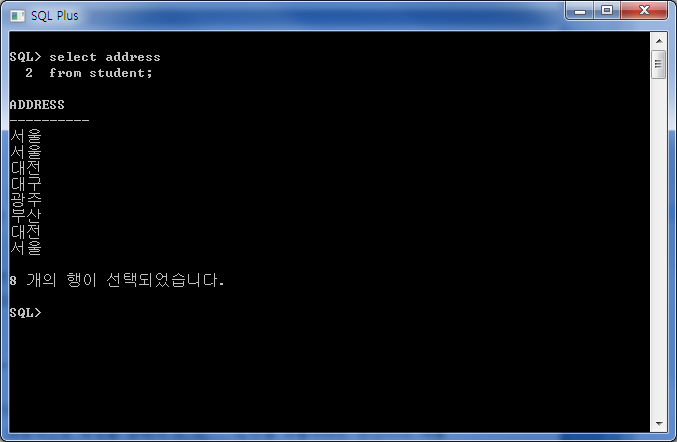 SQL Plus
SQL> select address
2 from student;
ADDRESS
----------
서울
서울
대전
대구
광주
부산
대전
서울
8 개의 행이 선택되었습니다.
SQL>